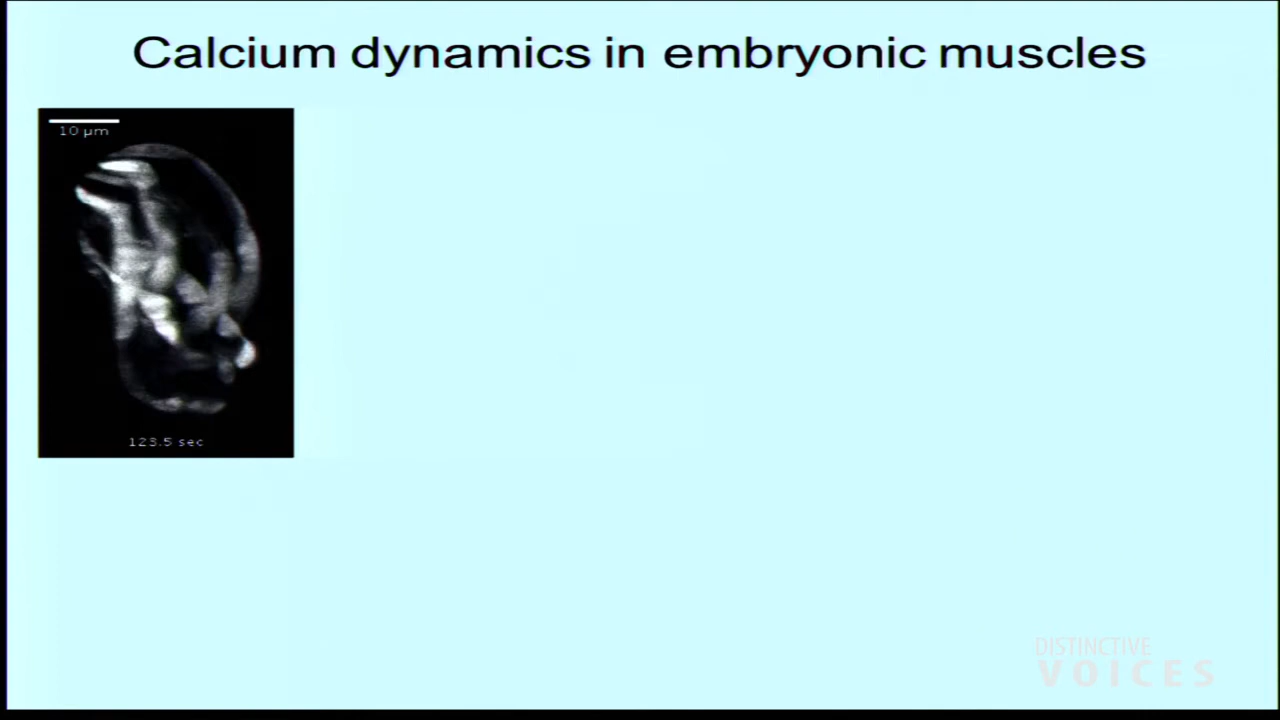 Calcium dynamics in embryonic muscles
10 µm
123.5 sec
DISTINCTIVE
VOICES